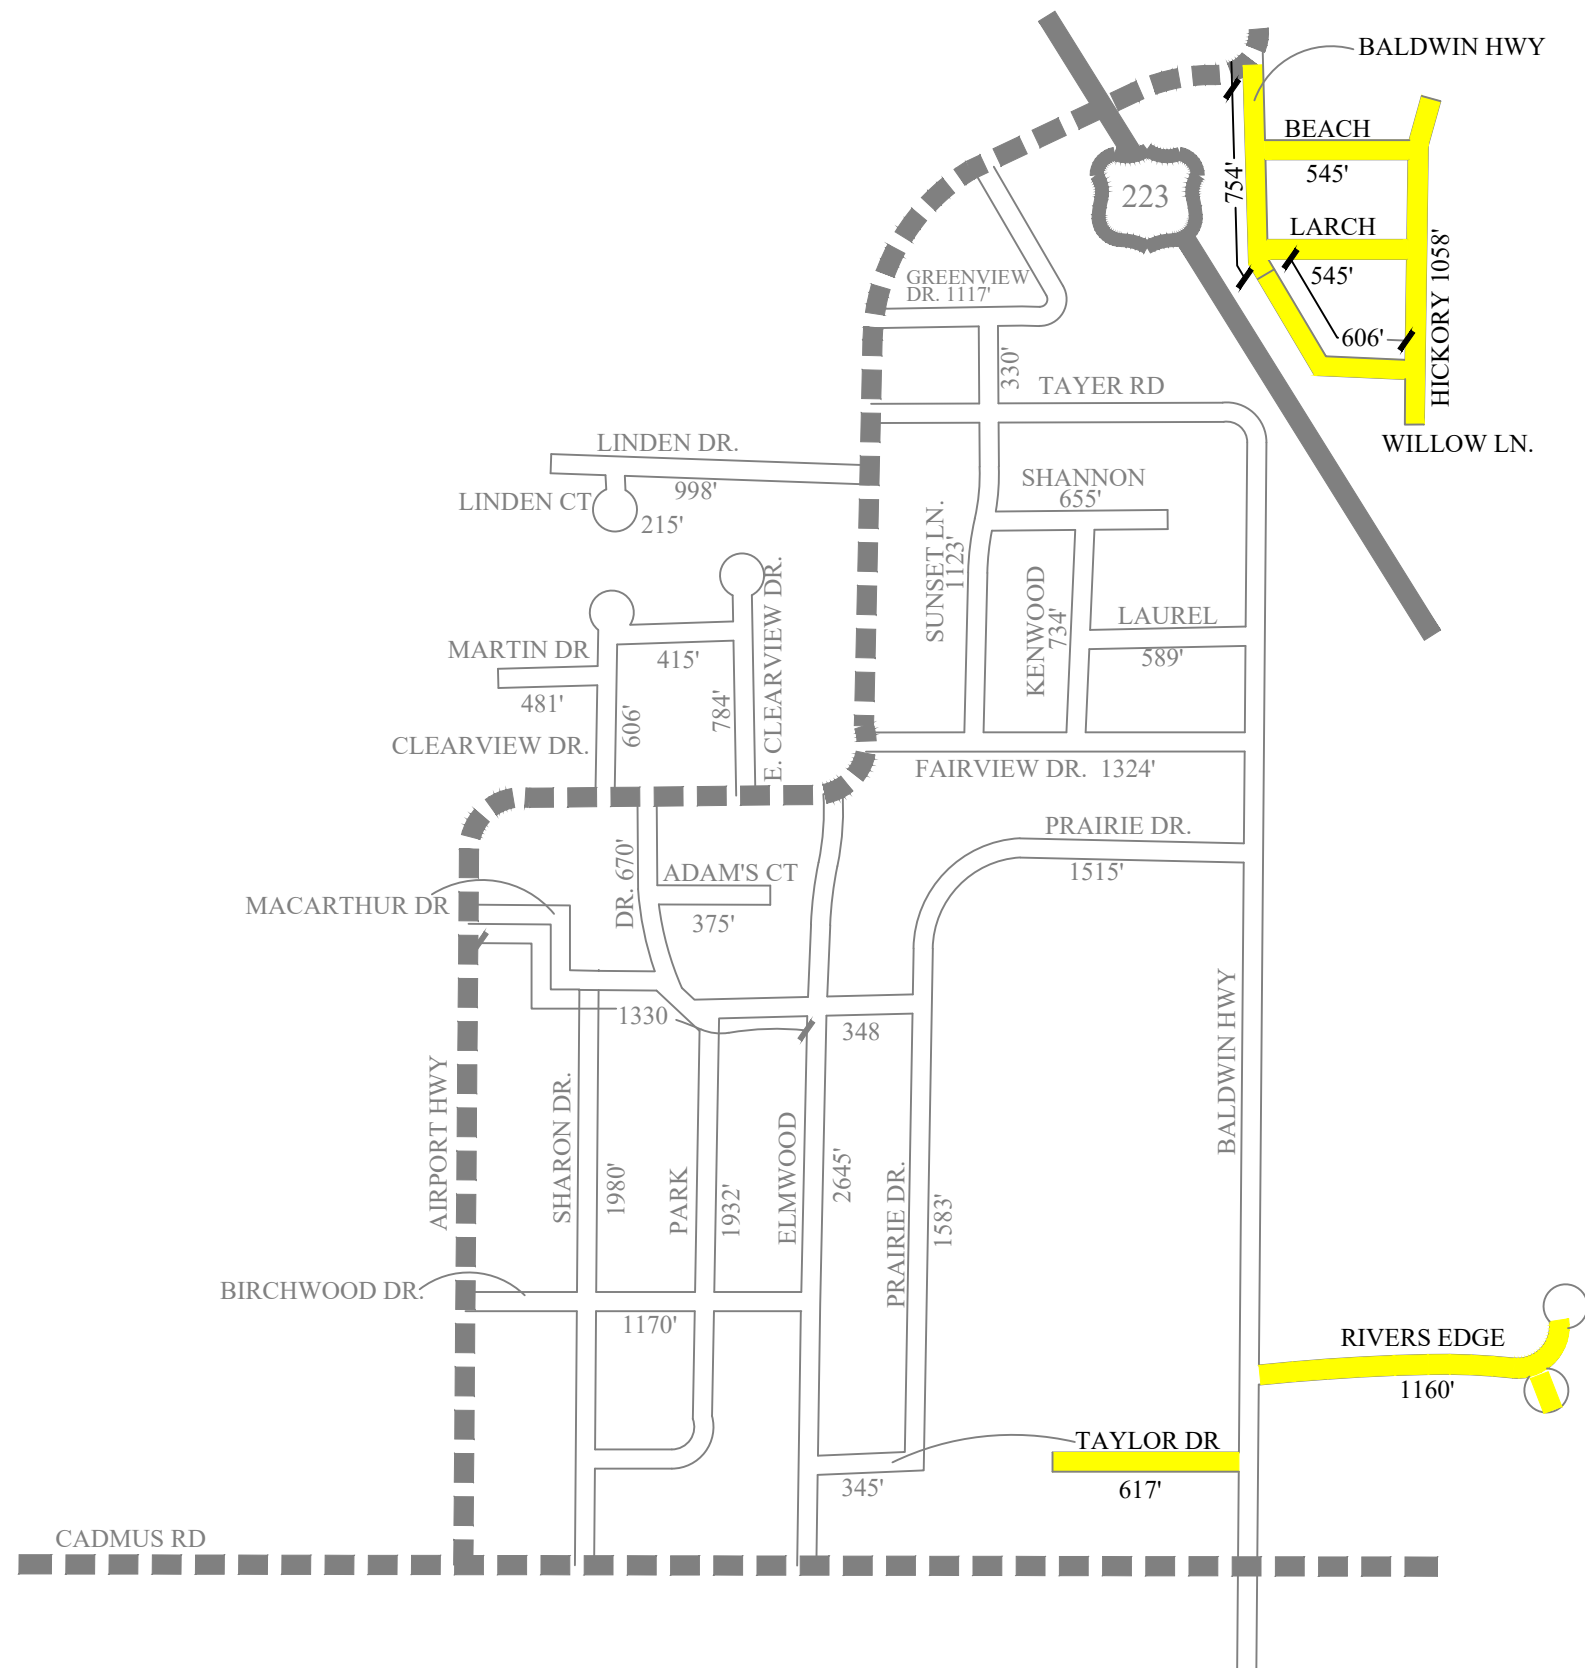 BALDWIN HWY
BEACH
545'
754'
223
LARCH
545'
HICKORY 1058'
606'
WILLOW LN.
GREENVIEW
DR. 1117'
330'
TAYER RD
LINDEN DR.
998'
LINDEN CT
215'
SHANNON
655'
SUNSET LN.
1123'
KENWOOD
734'
LAUREL
589'
MARTIN DR
481'
415'
CLEARVIEW DR.
606'
784'
E. CLEARVIEW DR.
FAIRVIEW DR. 1324'
PRAIRIE DR.
1515'
DR. 670'
ADAM'S CT
375'
MACARTHUR DR
1330
348
BALDWIN HWY
AIRPORT HWY
SHARON DR.
1980'
PARK
1932'
ELMWOOD
2645'
PRAIRIE DR.
1583'
BIRCHWOOD DR.
1170'
RIVERS EDGE
1160'
TAYLOR DR
617'
345'
CADMUS RD